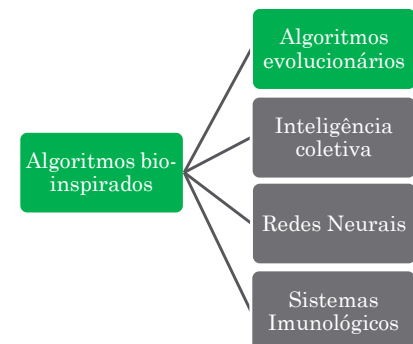 Algoritmos bio-
inspirados
Algoritmos
evolucionários
Inteligência
coletiva
Redes Neurais
Sistemas
Imunológicos